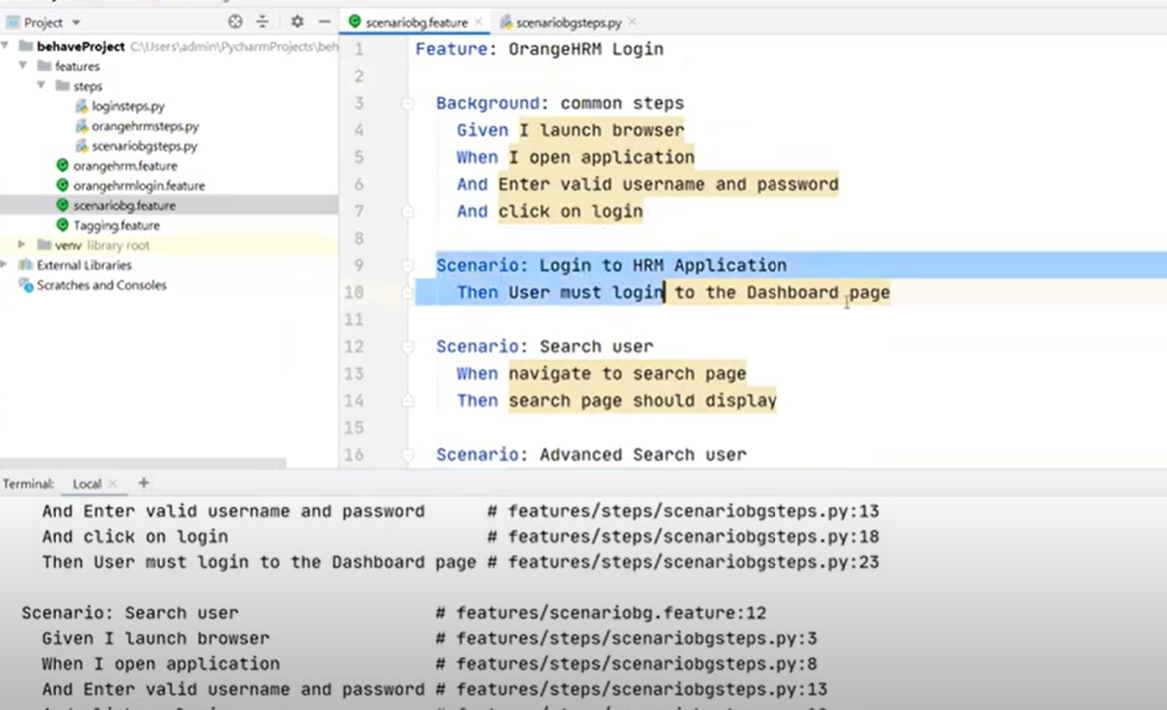 Project
behaveProject C:\Users\admin\PycharmProjects\beh
features
steps
loginsteps.py
orangehrmsteps.py
scenariobgsteps.py
orangehrm.feature
orangehrmlogin.feature
scenariobg.feature
Tagging.feature
venv library root
External Libraries
Scratches and Consoles
scenariobg.feature scenariobgsteps.py
1 Feature: OrangeHRM Login
2
3 Background: common steps
4 Given I launch browser
5 When I open application
6 And Enter valid username and password
7 And click on login
8
9 Scenario: Login to HRM Application
10 Then User must login to the Dashboard page
11
12 Scenario: Search user
13 When navigate to search page
14 Then search page should display
15
16 Scenario: Advanced Search user
Terminal: Local +
And Enter valid username and password # features/steps/scenariobgsteps.py:13
And click on login # features/steps/scenariobgsteps.py:18
Then User must login to the Dashboard page # features/steps/scenariobgsteps.py:23
Scenario: Search user # features/scenariobg.feature:12
Given I launch browser # features/steps/scenariobgsteps.py:3
When I open application # features/steps/scenariobgsteps.py:8
And Enter valid username and password # features/steps/scenariobgsteps.py:13